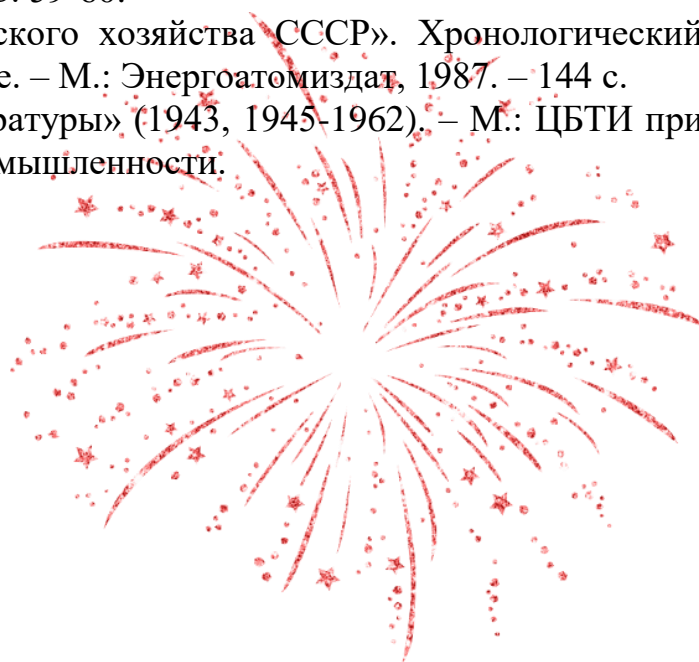 ского хозяйства СССР». Хронологический
е. – М.: Энергоатомиздат, 1987. – 144 с.
ратуры» (1943, 1945-1962). – М.: ЦБТИ при
мышленности.